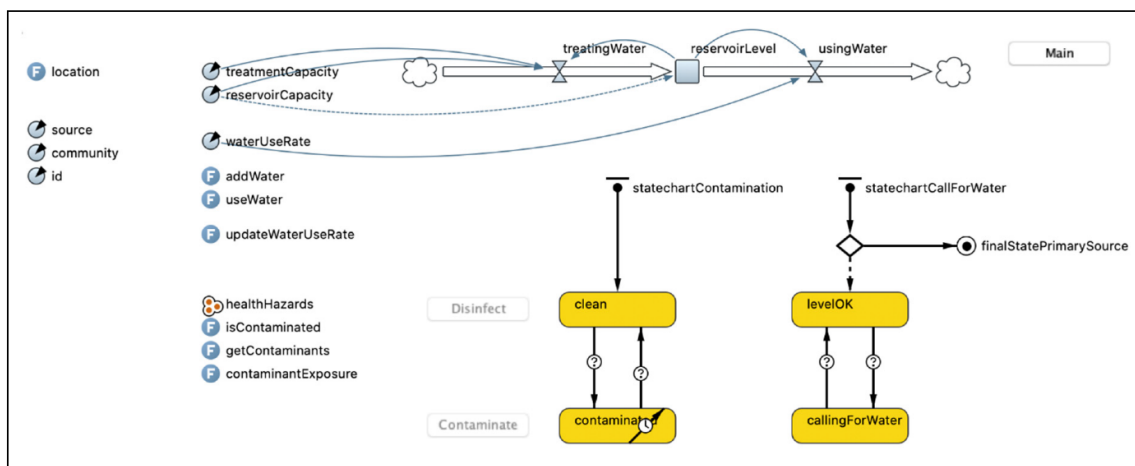 treatingWater
reservoirLevel
usingWater
Main
F location
treatmentCapacity
reservoirCapacity
source
community
id
waterUseRate
F addWater
F useWater
F updateWaterUseRate
statechartContamination
statechartCallForWater
finalStatePrimarySource
healthHazards
F isContaminated
F getContaminants
F contaminantExposure
Disinfect
clean
levelOK
?
?
?
?
Contaminate
contaminated
callingForWater